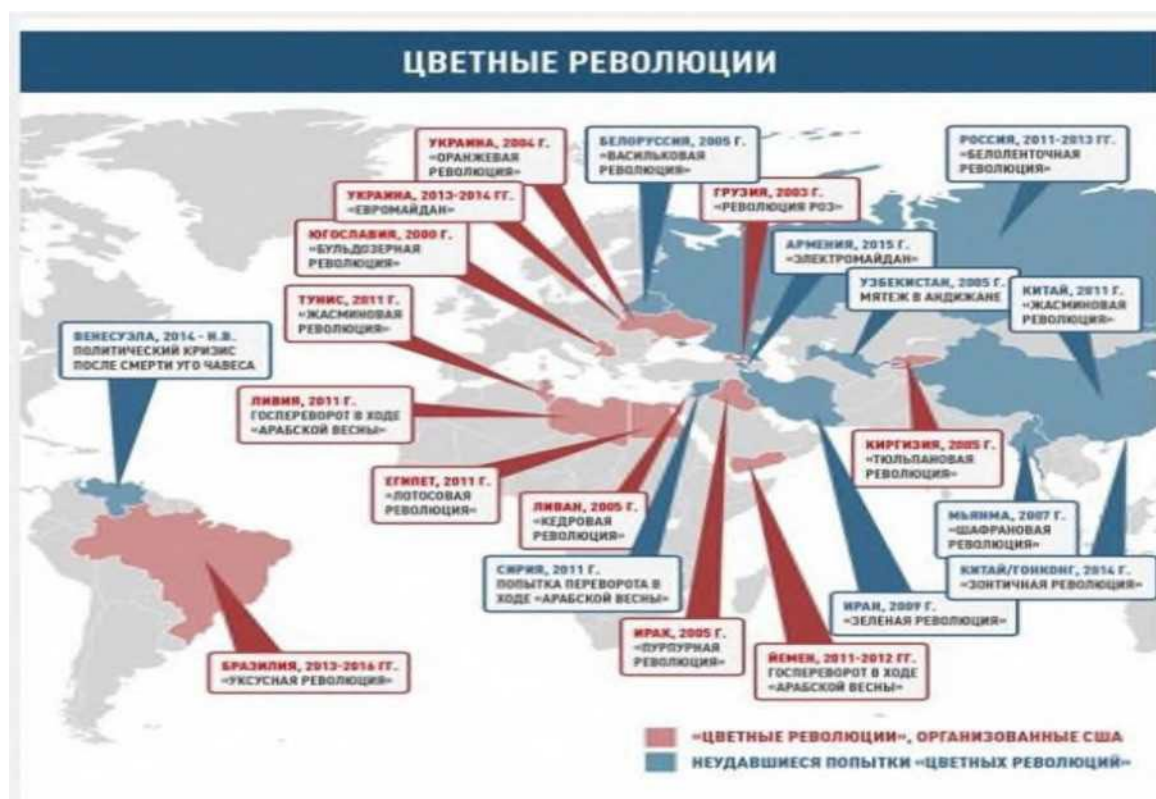 ЦВЕТНЫЕ РЕВОЛЮЦИИ
УКРАИНА, 2004 Г.
«ОРАНЖЕВАЯ
РЕВОЛЮЦИЯ»
БЕЛОРУССИЯ, 2005 Г.
«ВАСИЛЬКОВАЯ
РЕВОЛЮЦИЯ»
РОССИЯ, 2011-2013 ГГ.
«БЕЛОЛЕНТОЧНАЯ
РЕВОЛЮЦИЯ»
УКРАИНА, 2013-2014 ГГ.
«ЕВРОМАЙДАН»
ГРУЗИЯ, 2003 Г.
«РЕВОЛЮЦИЯ РОЗ»
ЮГОСЛАВИЯ, 2000 Г.
«БУЛЬДОЗЕРНАЯ
РЕВОЛЮЦИЯ»
АРМЕНИЯ, 2015 Г.
«ЭЛЕКТРОМАЙДАН»
УЗБЕКИСТАН, 2005 Г.
МЯТЕЖ В АНДИЖАНЕ
КИТАЙ, 2011 Г.
«ЖАСМИНОВАЯ
РЕВОЛЮЦИЯ»
ТУНИС, 2011 Г.
«ЖАСМИНОВАЯ
РЕВОЛЮЦИЯ»
ВЕНЕСУЭЛА, 2014 - Н.В.
ПОЛИТИЧЕСКИЙ КРИЗИС
ПОСЛЕ СМЕРТИ УГО ЧАВЕСА
ЛИВИЯ, 2011 Г.
ГОСПЕРЕВОРОТ В ХОДЕ
«АРАБСКОЙ ВЕСНЫ»
КИРГИЗИЯ, 2005 Г.
«ТЮЛЬПАНОВАЯ
РЕВОЛЮЦИЯ»
ЕГИПЕТ, 2011 Г.
«ЛОТОСОВАЯ
РЕВОЛЮЦИЯ»
ЛИВАН, 2005 Г.
«КЕДРОВАЯ
РЕВОЛЮЦИЯ»
МЬЯНМА, 2007 Г.
«ШАФРАНОВАЯ
РЕВОЛЮЦИЯ»
СИРИЯ, 2011 Г.
ПОПЫТКА ПЕРЕВОРОТА В
ХОДЕ «АРАБСКОЙ ВЕСНЫ»
КИТАЙ/ГОНКОНГ, 2014 Г.
«ЗОНТИЧНАЯ РЕВОЛЮЦИЯ»
ИРАН, 2009 Г.
«ЗЕЛЕНАЯ РЕВОЛЮЦИЯ»
ИРАК, 2005 Г.
«ПУРПУРНАЯ
РЕВОЛЮЦИЯ»
ЙЕМЕН, 2011-2012 ГГ.
ГОСПЕРЕВОРОТ В ХОДЕ
«АРАБСКОЙ ВЕСНЫ»
БРАЗИЛИЯ, 2013-2016 ГГ.
«УКСУСНАЯ РЕВОЛЮЦИЯ»
«ЦВЕТНЫЕ РЕВОЛЮЦИИ», ОРГАНИЗОВАННЫЕ США
НЕУДАВШИЕСЯ ПОПЫТКИ «ЦВЕТНЫХ РЕВОЛЮЦИЙ»